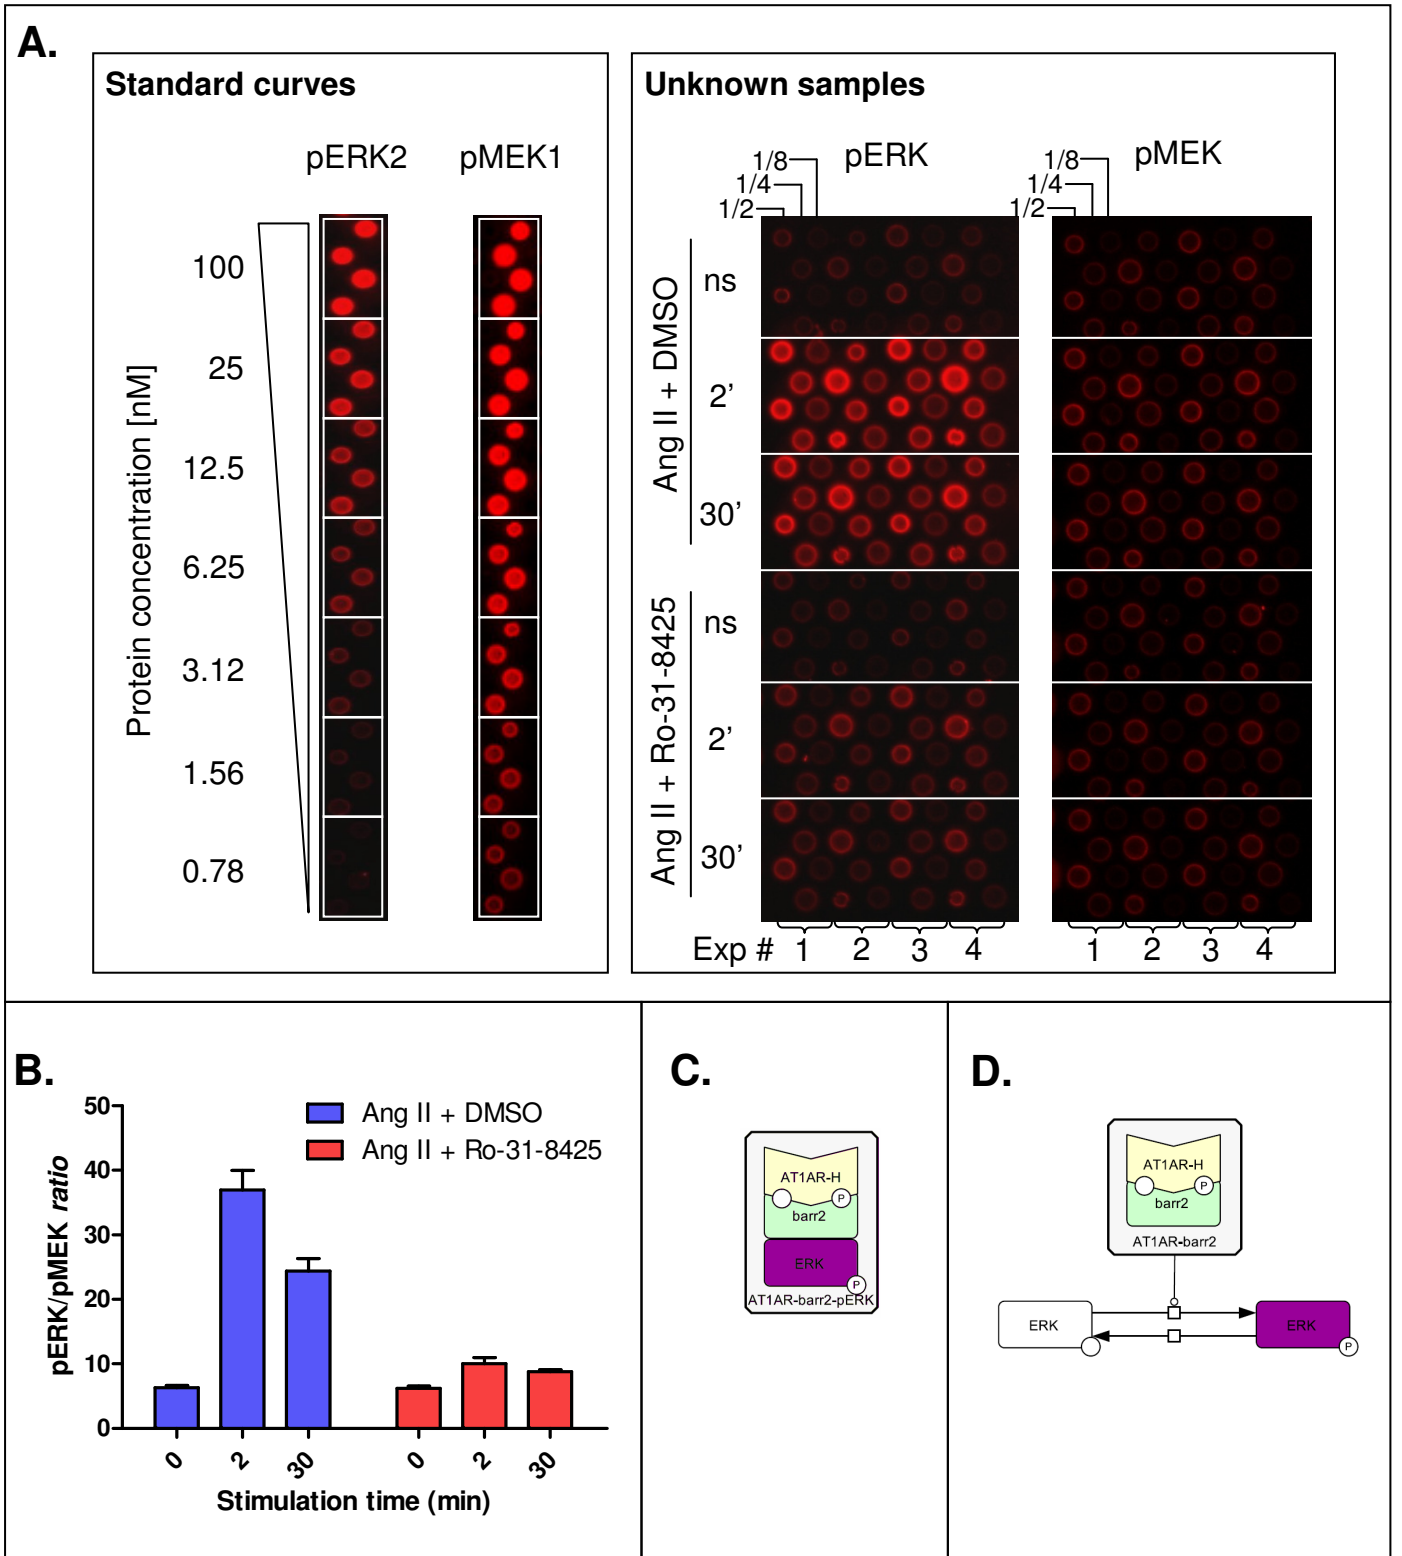 A.
Standard curves
pERK2 pMEK1
Protein concentration [nM]
100
25
12.5
6.25
3.12
1.56
0.78
Unknown samples
pERK pMEK
1/8 1/8
1/4 1/4
1/2 1/2
Ang II + DMSO
ns
2’
30’
Ang II + Ro-31-8425
ns
2’
30’
Exp # 1 2 3 4 1 2 3 4
B.
50
40
30
20
10
0
pERK/pMEK ratio
Ang II + DMSO
Ang II + Ro-31-8425
0 2 30 0 2 30
Stimulation time (min)
C.
AT1AR-H
P
barr2
ERK
P
AT1AR-barr2-pERK
D.
AT1AR-H
P
barr2
AT1AR-barr2
ERK ERK
P